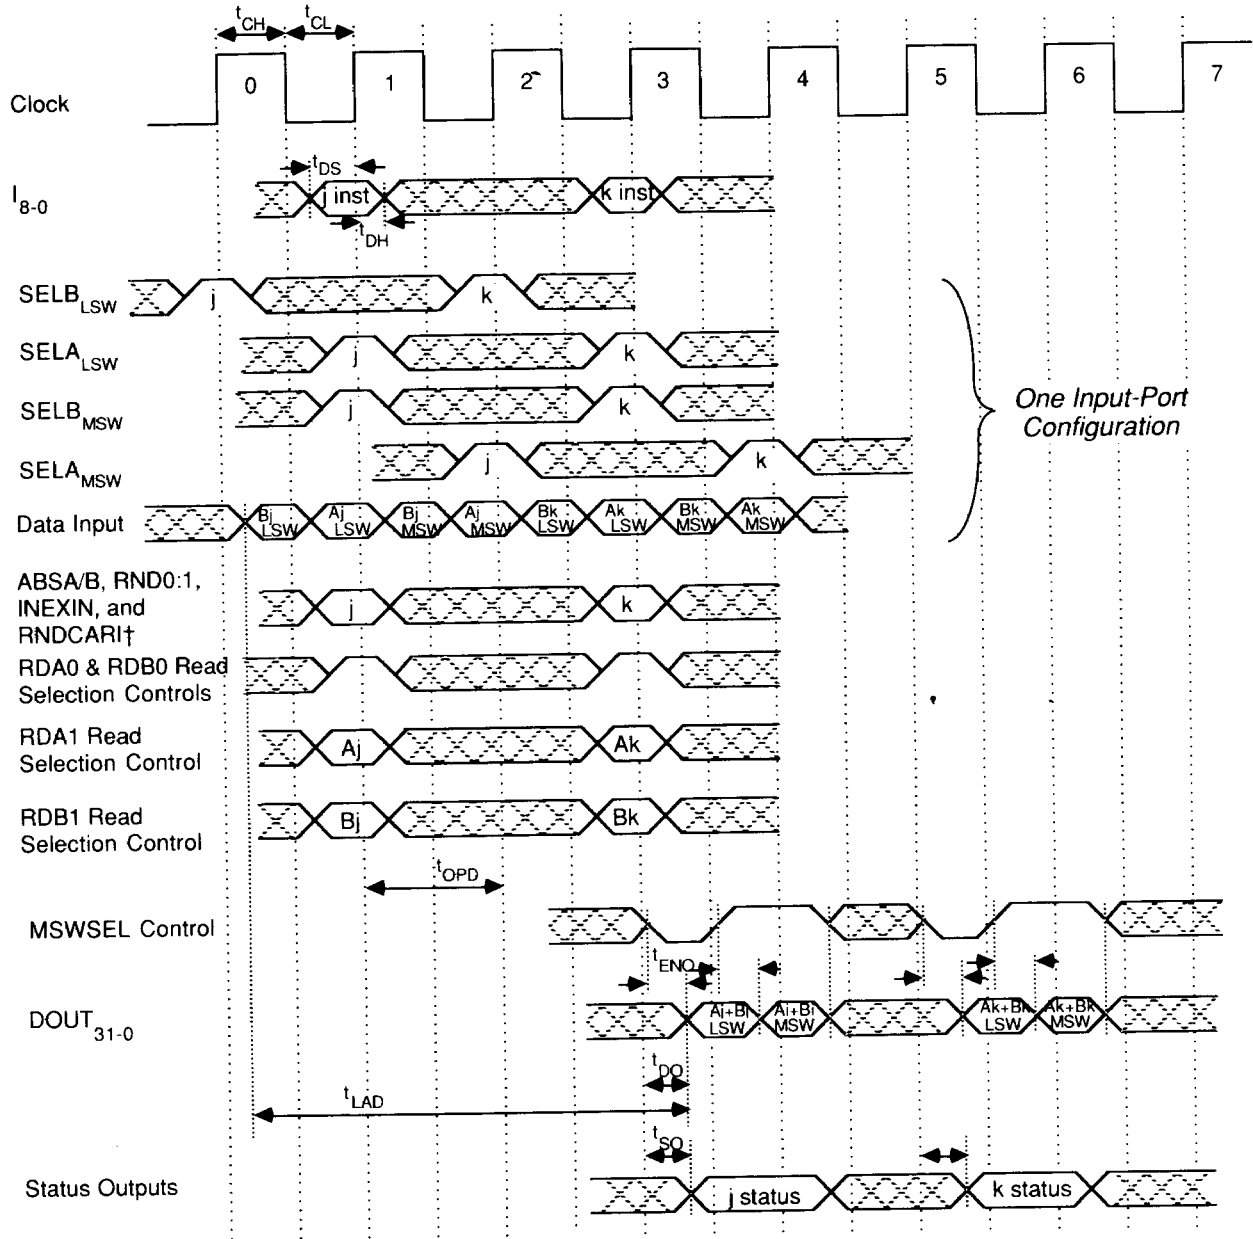 tCH tCL
Clock 0 1 2 3 4 5 6 7
tDS
I8-0 j inst k inst
tDH
SELBLSW j k
SELALSW j k
SELBMSW j k
One Input-Port
Configuration
SELAMSW j k
Data Input Bj LSW Aj LSW Bj MSW Aj MSW Bk LSW Ak LSW Bk MSW Ak MSW
ABSA/B, RND0:1,
INEXIN, and
RNDCARI†
j k
RDA0 & RDB0 Read
Selection Controls
RDA1 Read
Selection Control
Aj Ak
RDB1 Read
Selection Control
Bj Bk
tOPD
MSWSEL Control
tENO
DOUT31-0 Aj+Bj LSW Aj+Bj MSW Ak+Bk LSW Ak+Bk MSW
tDO
tLAD
tSO
Status Outputs j status k status